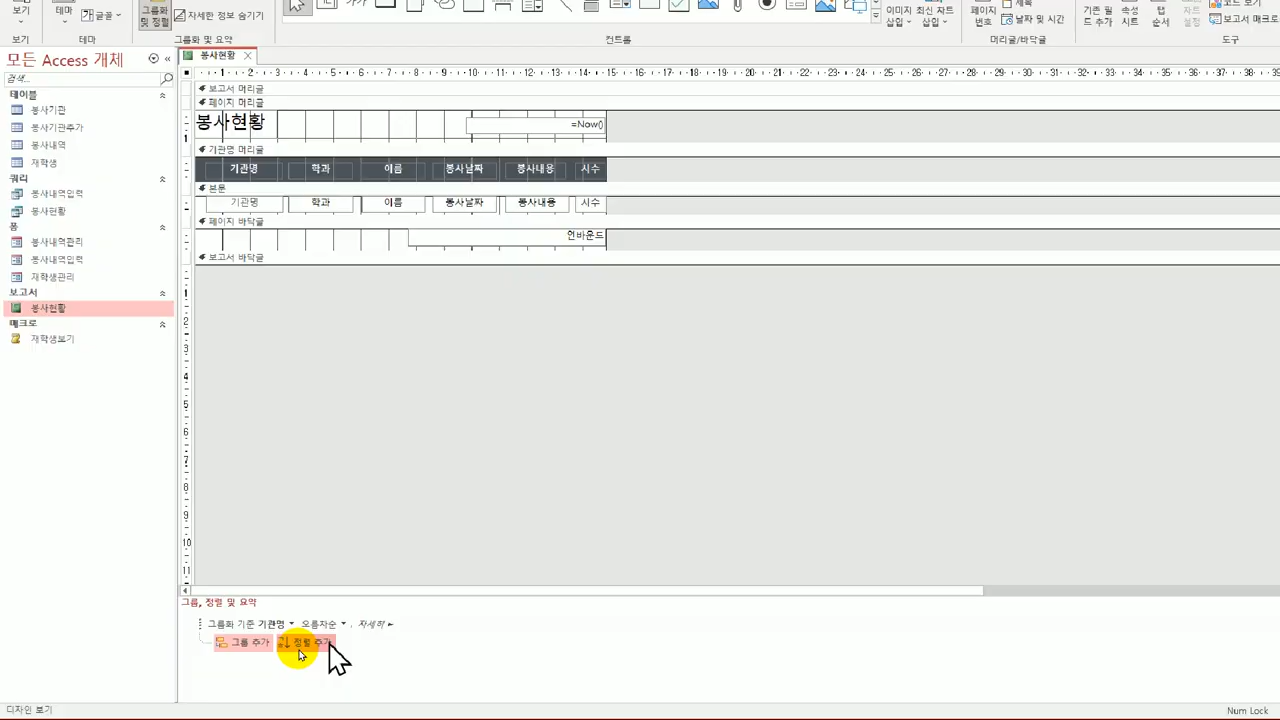 보기
테마
글꼴
그룹화 및 정렬
자세한 정보 숨기기
이미지 삽입
최신 차트 삽입
페이지 번호
날짜 및 시간
기존 필드 추가
속성 시트
탭 순서
코드 보기
보고서 매크로
보기
테마
그룹화 및 요약
컨트롤
머리글/바닥글
도구
모든 Access 개체
검색...
테이블
봉사기관
봉사기관추가
봉사내역
재학생
쿼리
봉사내역입력
봉사현황
폼
봉사내역관리
봉사내역입력
재학생관리
보고서
봉사현황
매크로
재학생보기
봉사현황
보고서 머리글
페이지 머리글
봉사현황
=Now()
기관명 머리글
기관명 학과 이름 봉사날짜 봉사내용 시수
본문
기관명 학과 이름 봉사날짜 봉사내용 시수
페이지 바닥글
언바운드
보고서 바닥글
그룹, 정렬 및 요약
그룹화 기준 기관명 오름차순 , 자세히
그룹 추가 정렬 추가
디자인 보기
Num Lock